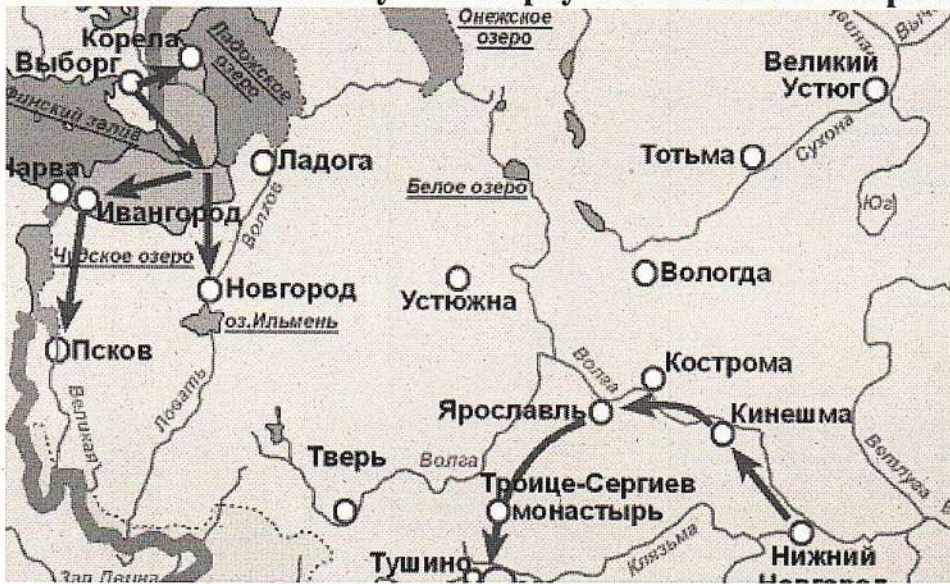 Онежское
озеро
Корела
Выборг
Ладожское
озеро
Финский залив
Великий
Устюг
Сухона
Тотьма
Ладога
Нарва
Ивангород
Волхов
Белое озеро
Юг
Чудское озеро
Вологда
Новгород
Устюжна
оз.Ильмень
Псков
Волга
Кострома
Великая
Ловать
Ярославль
Кинешма
Тверь
Волга
Ветлуга
Троице-Сергиев
монастырь
Клязьма
Тушино
Нижний
Новгород
Зап Двина